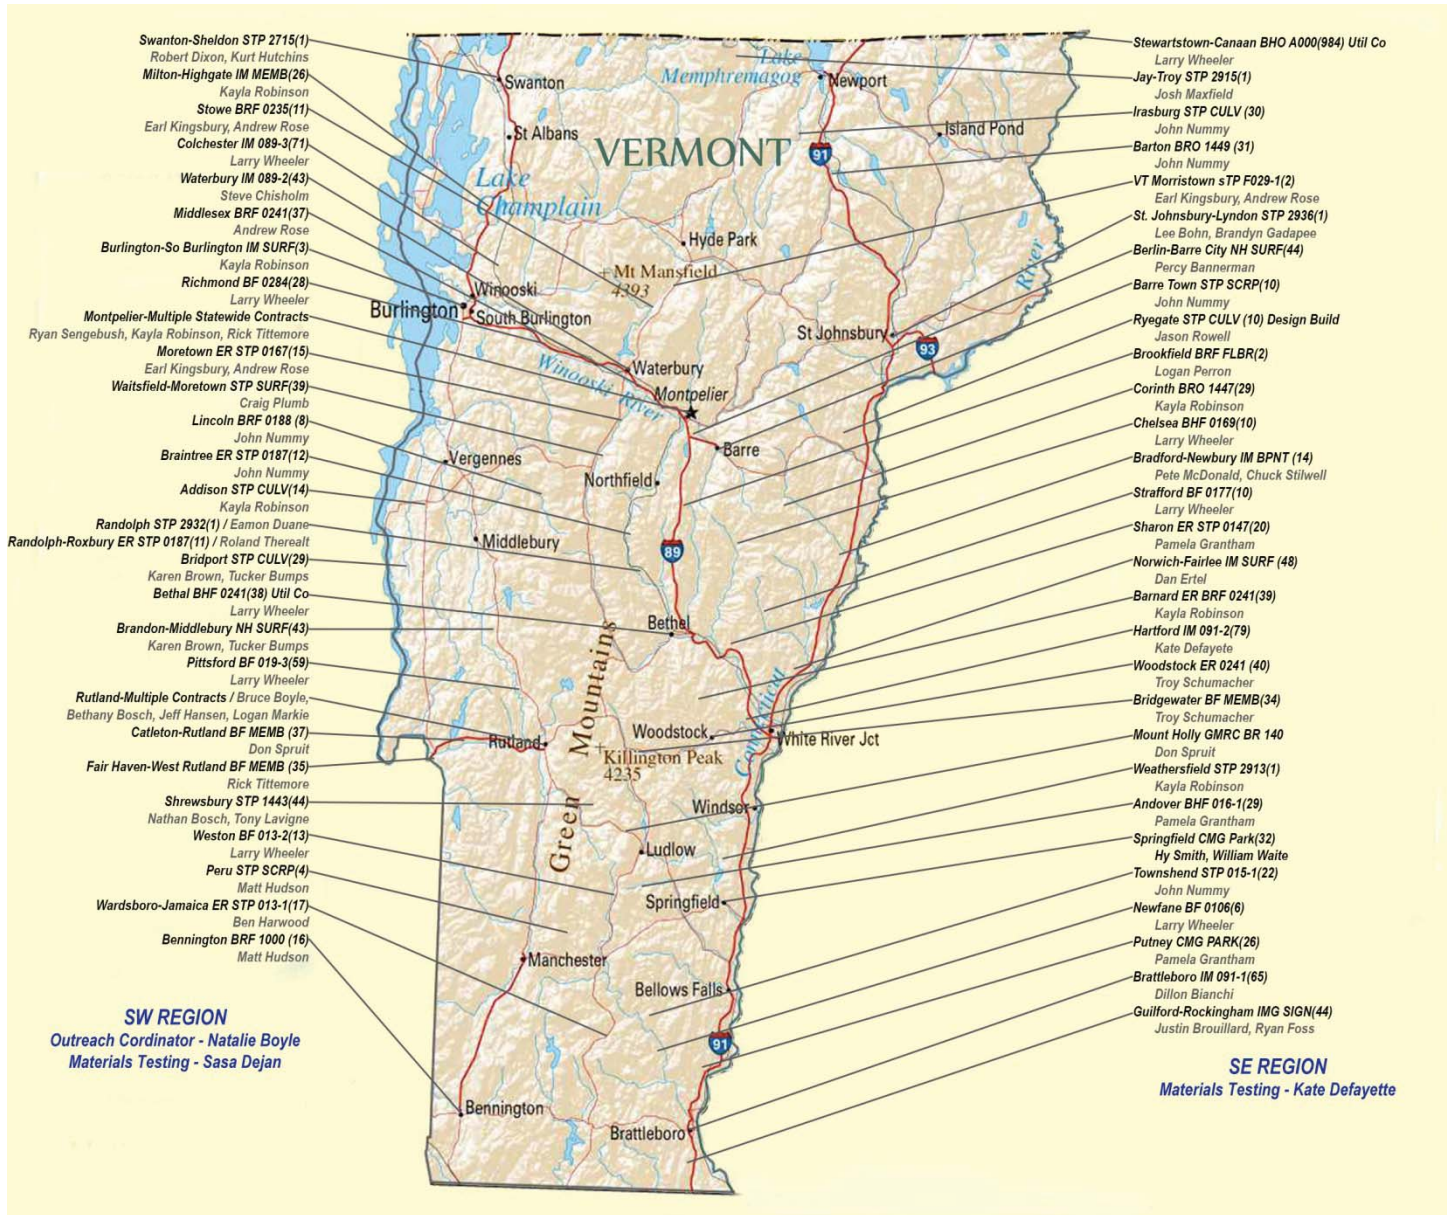 Swanton-Sheldon STP 2715(1)
Robert Dixon, Kurt Hutchins
Milton-Highgate IM MEMB(26)
Kayla Robinson
Stowe BRF 0235(11)
Earl Kingsbury, Andrew Rose
Colchester IM 089-3(71)
Larry Wheeler
Waterbury IM 089-2(43)
Steve Chisholm
Middlesex BRF 0241(37)
Andrew Rose
Burlington-So Burlington IM SURF(3)
Kayla Robinson
Richmond BF 0284(28)
Larry Wheeler
Montpelier-Multiple Statewide Contracts
Ryan Sengebush, Kayla Robinson, Rick Tittemore
Moretown ER STP 0167(15)
Earl Kingsbury, Andrew Rose
Waitsfield-Moretown STP SURF(39)
Craig Plumb
Lincoln BRF 0188 (8)
John Nummy
Braintree ER STP 0187(12)
John Nummy
Addison STP CULV(14)
Kayla Robinson
Randolph STP 2932(1) / Eamon Duane
Randolph-Roxbury ER STP 0187(11) / Roland Therealt
Bridport STP CULV(29)
Karen Brown, Tucker Bumps
Bethal BHF 0241(38) Util Co
Larry Wheeler
Brandon-Middlebury NH SURF(43)
Karen Brown, Tucker Bumps
Pittsford BF 019-3(59)
Larry Wheeler
Rutland-Multiple Contracts / Bruce Boyle,
Bethany Bosch, Jeff Hansen, Logan Markie
Catleton-Rutland BF MEMB (37)
Don Spruit
Fair Haven-West Rutland BF MEMB (35)
Rick Tittemore
Shrewsbury STP 1443(44)
Nathan Bosch, Tony Lavigne
Weston BF 013-2(13)
Larry Wheeler
Peru STP SCRP(4)
Matt Hudson
Wardsboro-Jamaica ER STP 013-1(17)
Ben Harwood
Bennington BRF 1000 (16)
Matt Hudson
SW REGION
Outreach Cordinator - Natalie Boyle
Materials Testing - Sasa Dejan
Lake
Memphremagog
Newport
Swanton
St Albans
Island Pond
VERMONT
91
Lake
Champlain
Hyde Park
Mt Mansfield
4393
River
Winooski
Burlington
South Burlington
St Johnsbury
93
Waterbury
Winooski River
Montpelier
Barre
Vergennes
Northfield
Middlebury
89
Bethel
Green Mountains
Connecticut
Woodstock
White River Jct
Rutland
Killington Peak
4235
Windsor
Ludlow
Springfield
Manchester
Bellows Falls
91
Bennington
Brattleboro
Stewartstown-Canaan BHO A000(984) Util Co
Larry Wheeler
Jay-Troy STP 2915(1)
Josh Maxfield
Irasburg STP CULV (30)
John Nummy
Barton BRO 1449 (31)
John Nummy
VT Morristown sTP F029-1(2)
Earl Kingsbury, Andrew Rose
St. Johnsbury-Lyndon STP 2936(1)
Lee Bohn, Brandyn Gadapee
Berlin-Barre City NH SURF(44)
Percy Bannerman
Barre Town STP SCRP(10)
John Nummy
Ryegate STP CULV (10) Design Build
Jason Rowell
Brookfield BRF FLBR(2)
Logan Perron
Corinth BRO 1447(29)
Kayla Robinson
Chelsea BHF 0169(10)
Larry Wheeler
Bradford-Newbury IM BPNT (14)
Pete McDonald, Chuck Stilwell
Strafford BF 0177(10)
Larry Wheeler
Sharon ER STP 0147(20)
Pamela Grantham
Norwich-Fairlee IM SURF (48)
Dan Ertel
Barnard ER BRF 0241(39)
Kayla Robinson
Hartford IM 091-2(79)
Kate Defayete
Woodstock ER 0241 (40)
Troy Schumacher
Bridgewater BF MEMB(34)
Troy Schumacher
Mount Holly GMRC BR 140
Don Spruit
Weathersfield STP 2913(1)
Kayla Robinson
Andover BHF 016-1(29)
Pamela Grantham
Springfield CMG Park(32)
Hy Smith, William Waite
Townshend STP 015-1(22)
John Nummy
Newfane BF 0106(6)
Larry Wheeler
Putney CMG PARK(26)
Pamela Grantham
Brattleboro IM 091-1(65)
Dillon Bianchi
Guilford-Rockingham IMG SIGN(44)
Justin Brouillard, Ryan Foss
SE REGION
Materials Testing - Kate Defayette